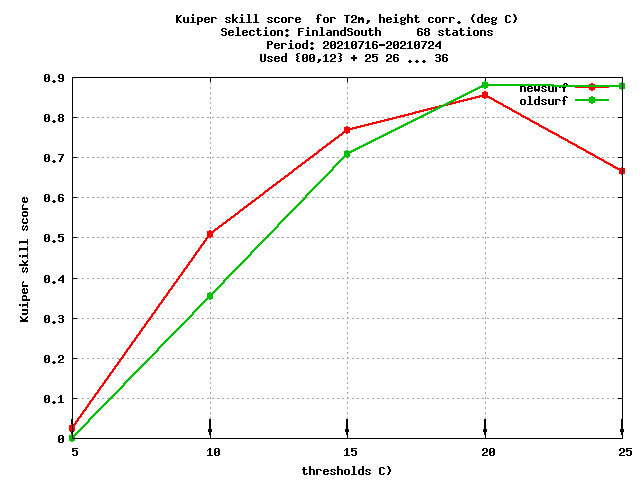 Kuiper skill score  for T2m, height corr. (deg C)
Selection: FinlandSouth     68 stations
Period: 20210716-20210724
Used {00,12} + 25 26 ... 36
newsurf
oldsurf
0.9
0.8
0.7
0.6
0.5
0.4
0.3
0.2
0.1
0
Kuiper skill score
5 10 15 20 25
thresholds C)